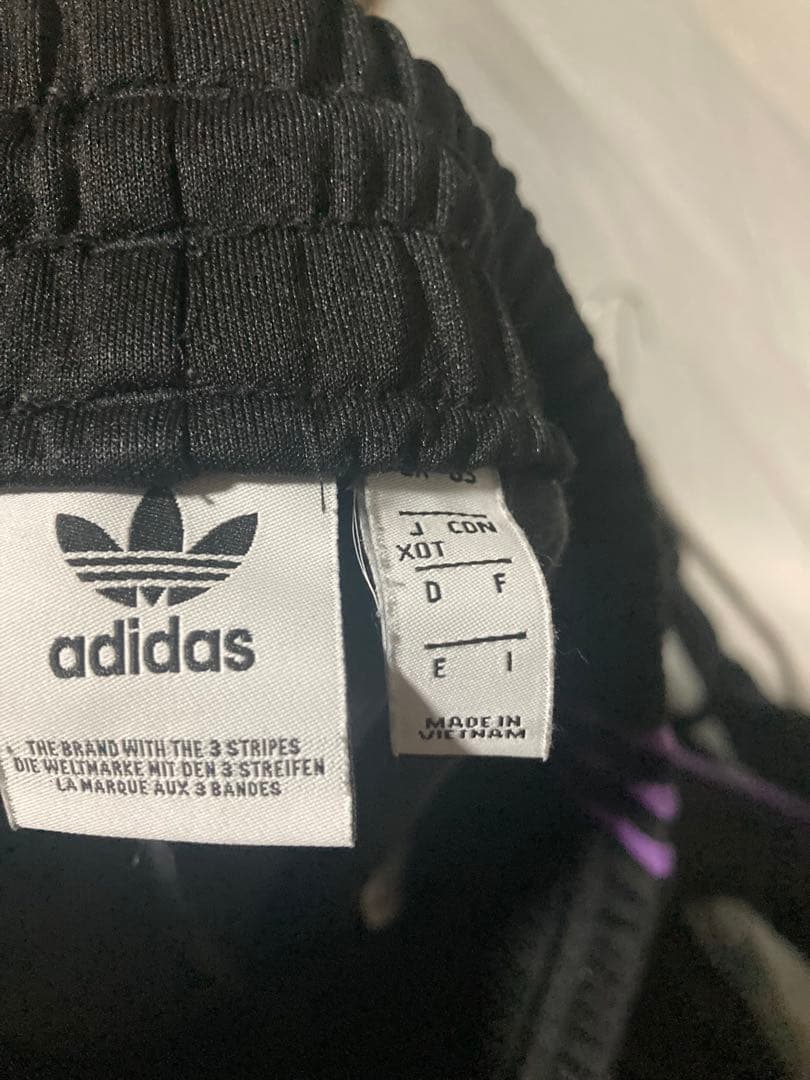 adidas
THE BRAND WITH THE 3 STRIPES
DIE WELTMARKE MIT DEN 3 STREIFEN
LA MARQUE AUX 3 BANDES
J CDN
XOT
D F
E I
MADE IN
VIETNAM